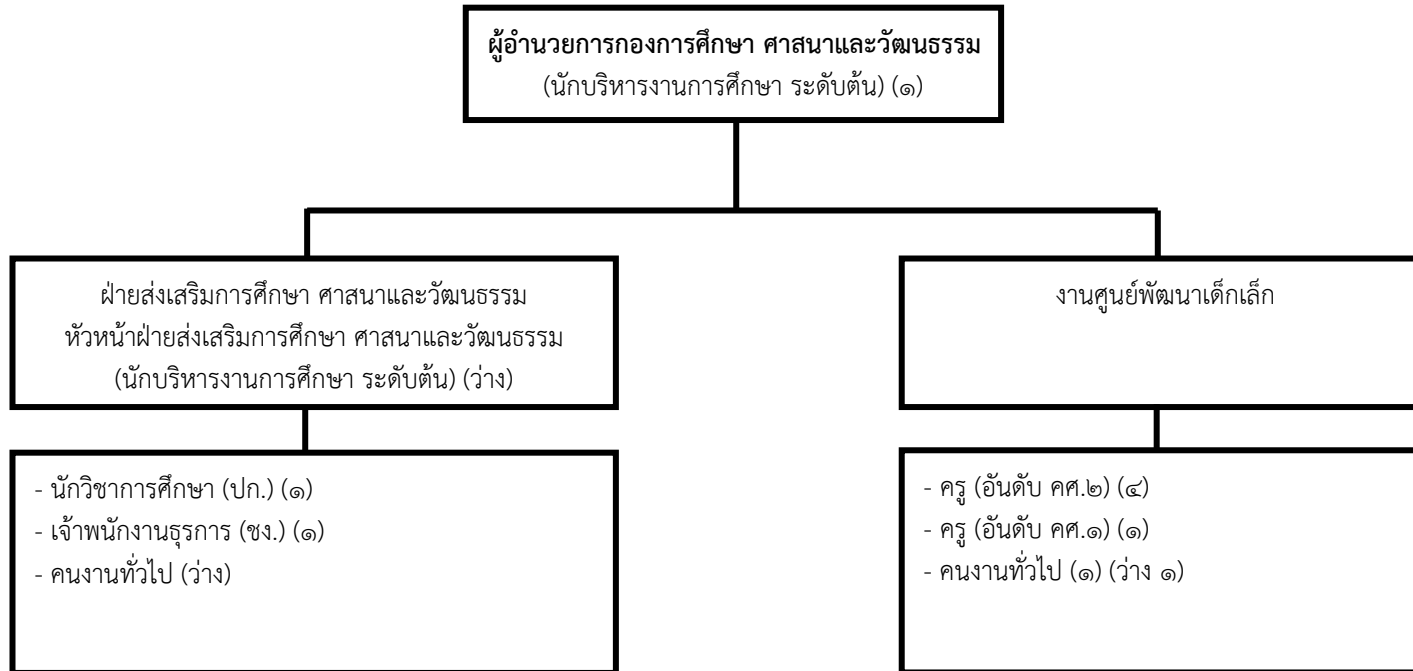 ผู้อำนวยการกองการศึกษา ศาสนาและวัฒนธรรม
(นักบริหารงานการศึกษา ระดับต้น) (๑)
ฝ่ายส่งเสริมการศึกษา ศาสนาและวัฒนธรรม
หัวหน้าฝ่ายส่งเสริมการศึกษา ศาสนาและวัฒนธรรม
(นักบริหารงานการศึกษา ระดับต้น) (ว่าง)
- นักวิชาการศึกษา (ปก.) (๑)
- เจ้าพนักงานธุรการ (ชง.) (๑)
- คนงานทั่วไป (ว่าง)
งานศูนย์พัฒนาเด็กเล็ก
- ครู (อันดับ คศ.๒) (๔)
- ครู (อันดับ คศ.๑) (๑)
- คนงานทั่วไป (๑) (ว่าง ๑)